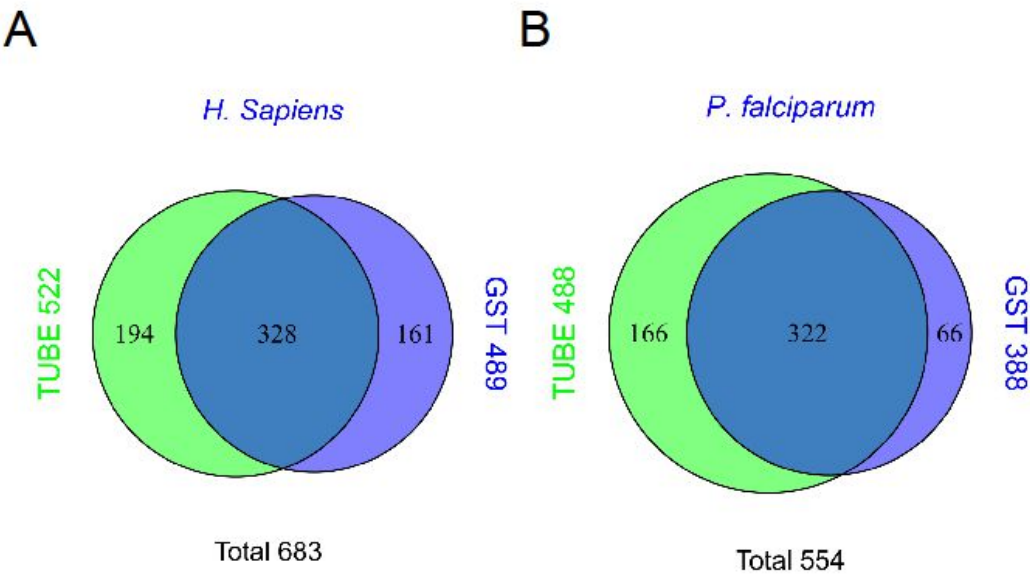 A
H. Sapiens
TUBE 522
194
328
161
GST 489
Total 683
B
P. falciparum
TUBE 488
166
322
66
GST 388
Total 554